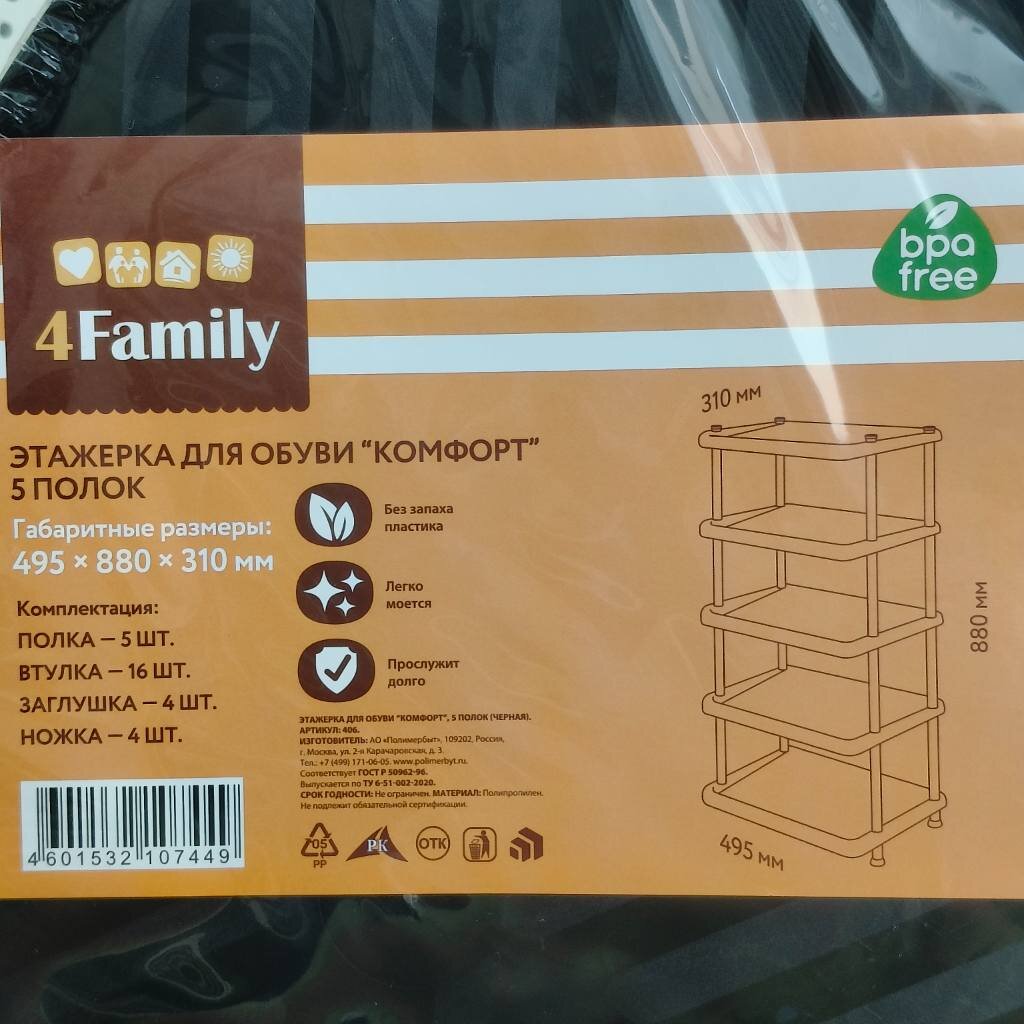 4Family
bpa
free
310 мм
ЭТАЖЕРКА ДЛЯ ОБУВИ “КОМФОРТ”
5 ПОЛОК
Габаритные размеры:
495 × 880 × 310 мм
Комплектация:
ПОЛКА – 5 ШТ.
ВТУЛКА – 16 ШТ.
ЗАГЛУШКА – 4 ШТ.
НОЖКА – 4 ШТ.
Без запаха
пластика
Легко
моется
Прослужит
долго
ЭТАЖЕРКА ДЛЯ ОБУВИ "КОМФОРТ", 5 ПОЛОК (ЧЕРНАЯ).
АРТИКУЛ: 406.
ИЗГОТОВИТЕЛЬ: АО «Полимербыт», 109202, Россия,
г. Москва, ул. 2-я Карачаровская, д. 3.
Тел.: +7 (499) 171-06-05. www.polimerbyt.ru.
Соответствует ГОСТ Р 50962-96.
Выпускается по ТУ 6-51-002-2020.
СРОК ГОДНОСТИ: Не ограничен. МАТЕРИАЛ: Полипропилен.
Не подлежит обязательной сертификации.
880 мм
495 мм
4 601532 107449
05
PP
РК
ОТК